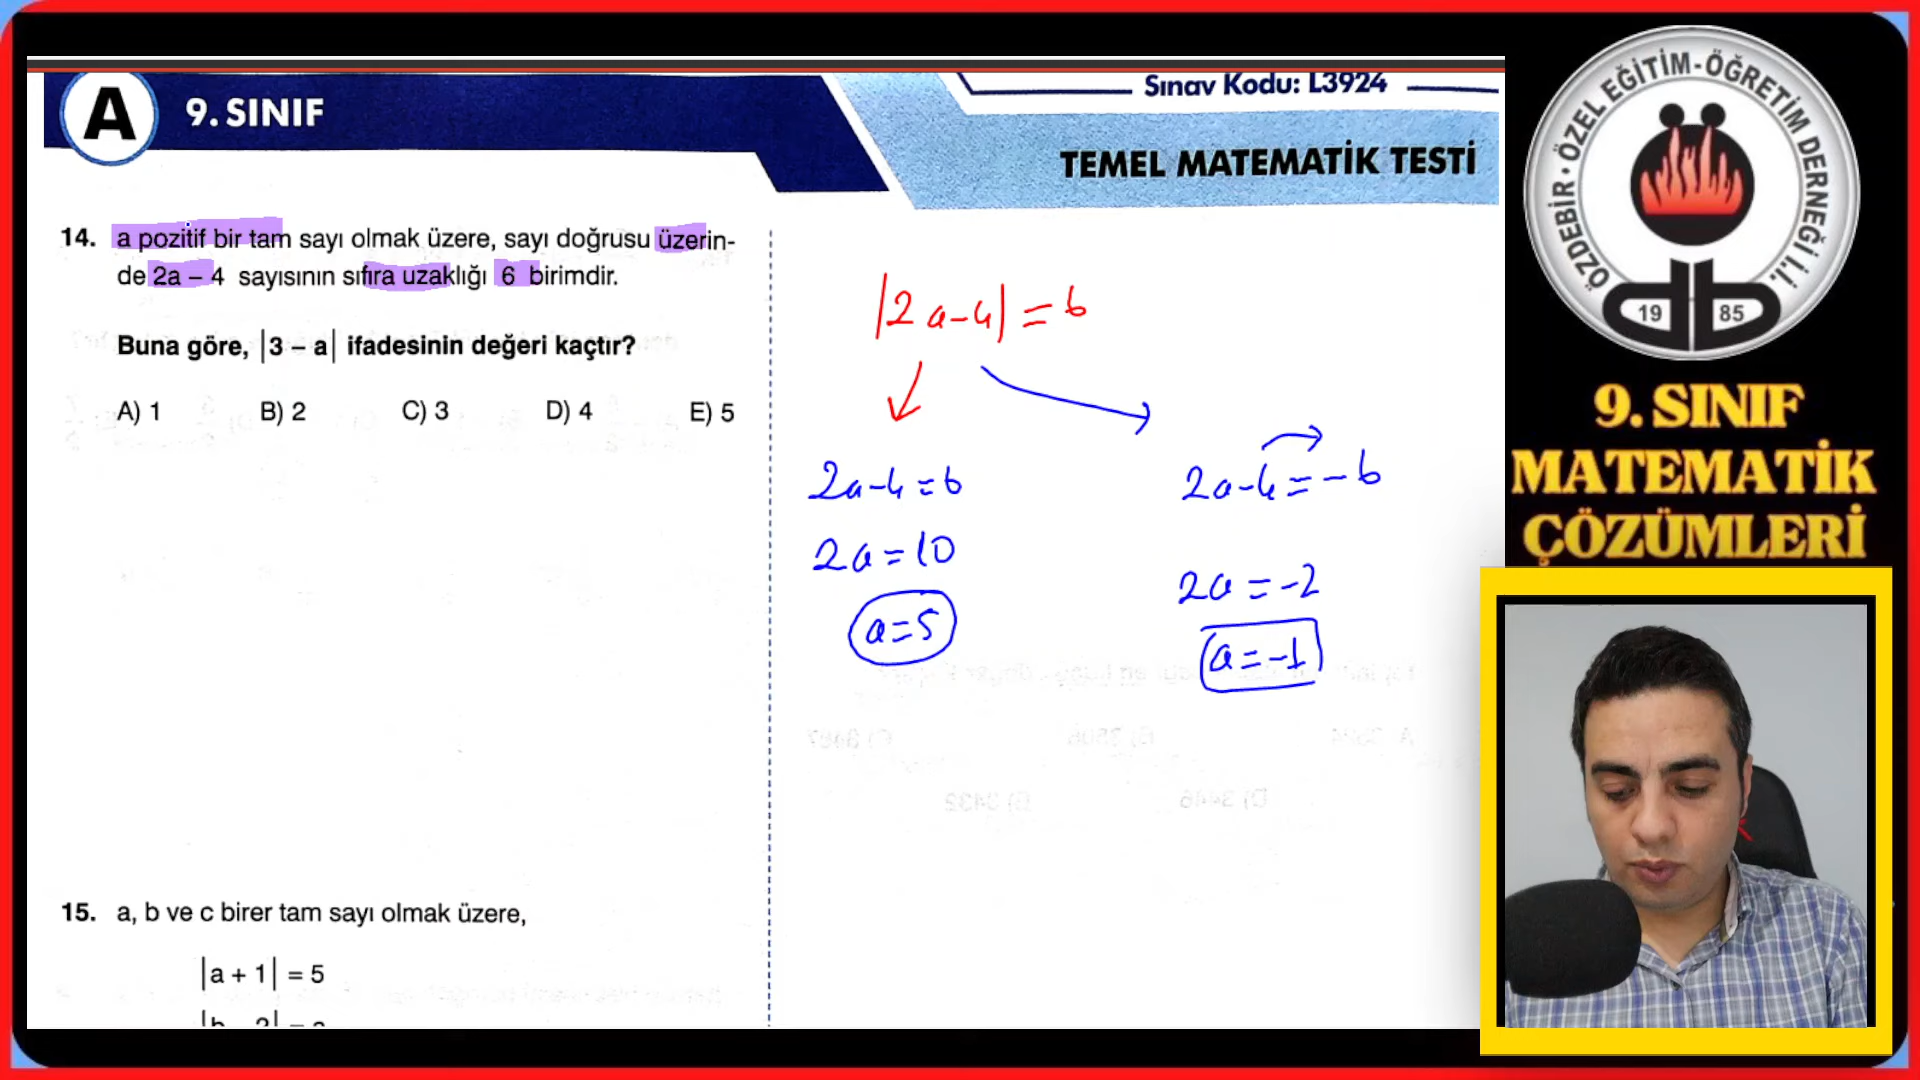 A
9. SINIF
Sınav Kodu: L3924
TEMEL MATEMATİK TESTİ
14. a pozitif bir tam sayı olmak üzere, sayı doğrusu üzerin-
de 2a – 4 sayısının sıfıra uzaklığı 6 birimdir.
Buna göre, |3 – a| ifadesinin değeri kaçtır?
A) 1 B) 2 C) 3 D) 4 E) 5
15. a, b ve c birer tam sayı olmak üzere,
|a + 1| = 5
|2a-4| = 6
2a-4=6
2a=10
a=5
2a-4=-6
2a=-2
a=-1
ÖZDEBİR · ÖZEL EĞİTİM-ÖĞRETİM DERNEĞİ İ.İ.
19 85
9. SINIF
MATEMATİK
ÇÖZÜMLERİ